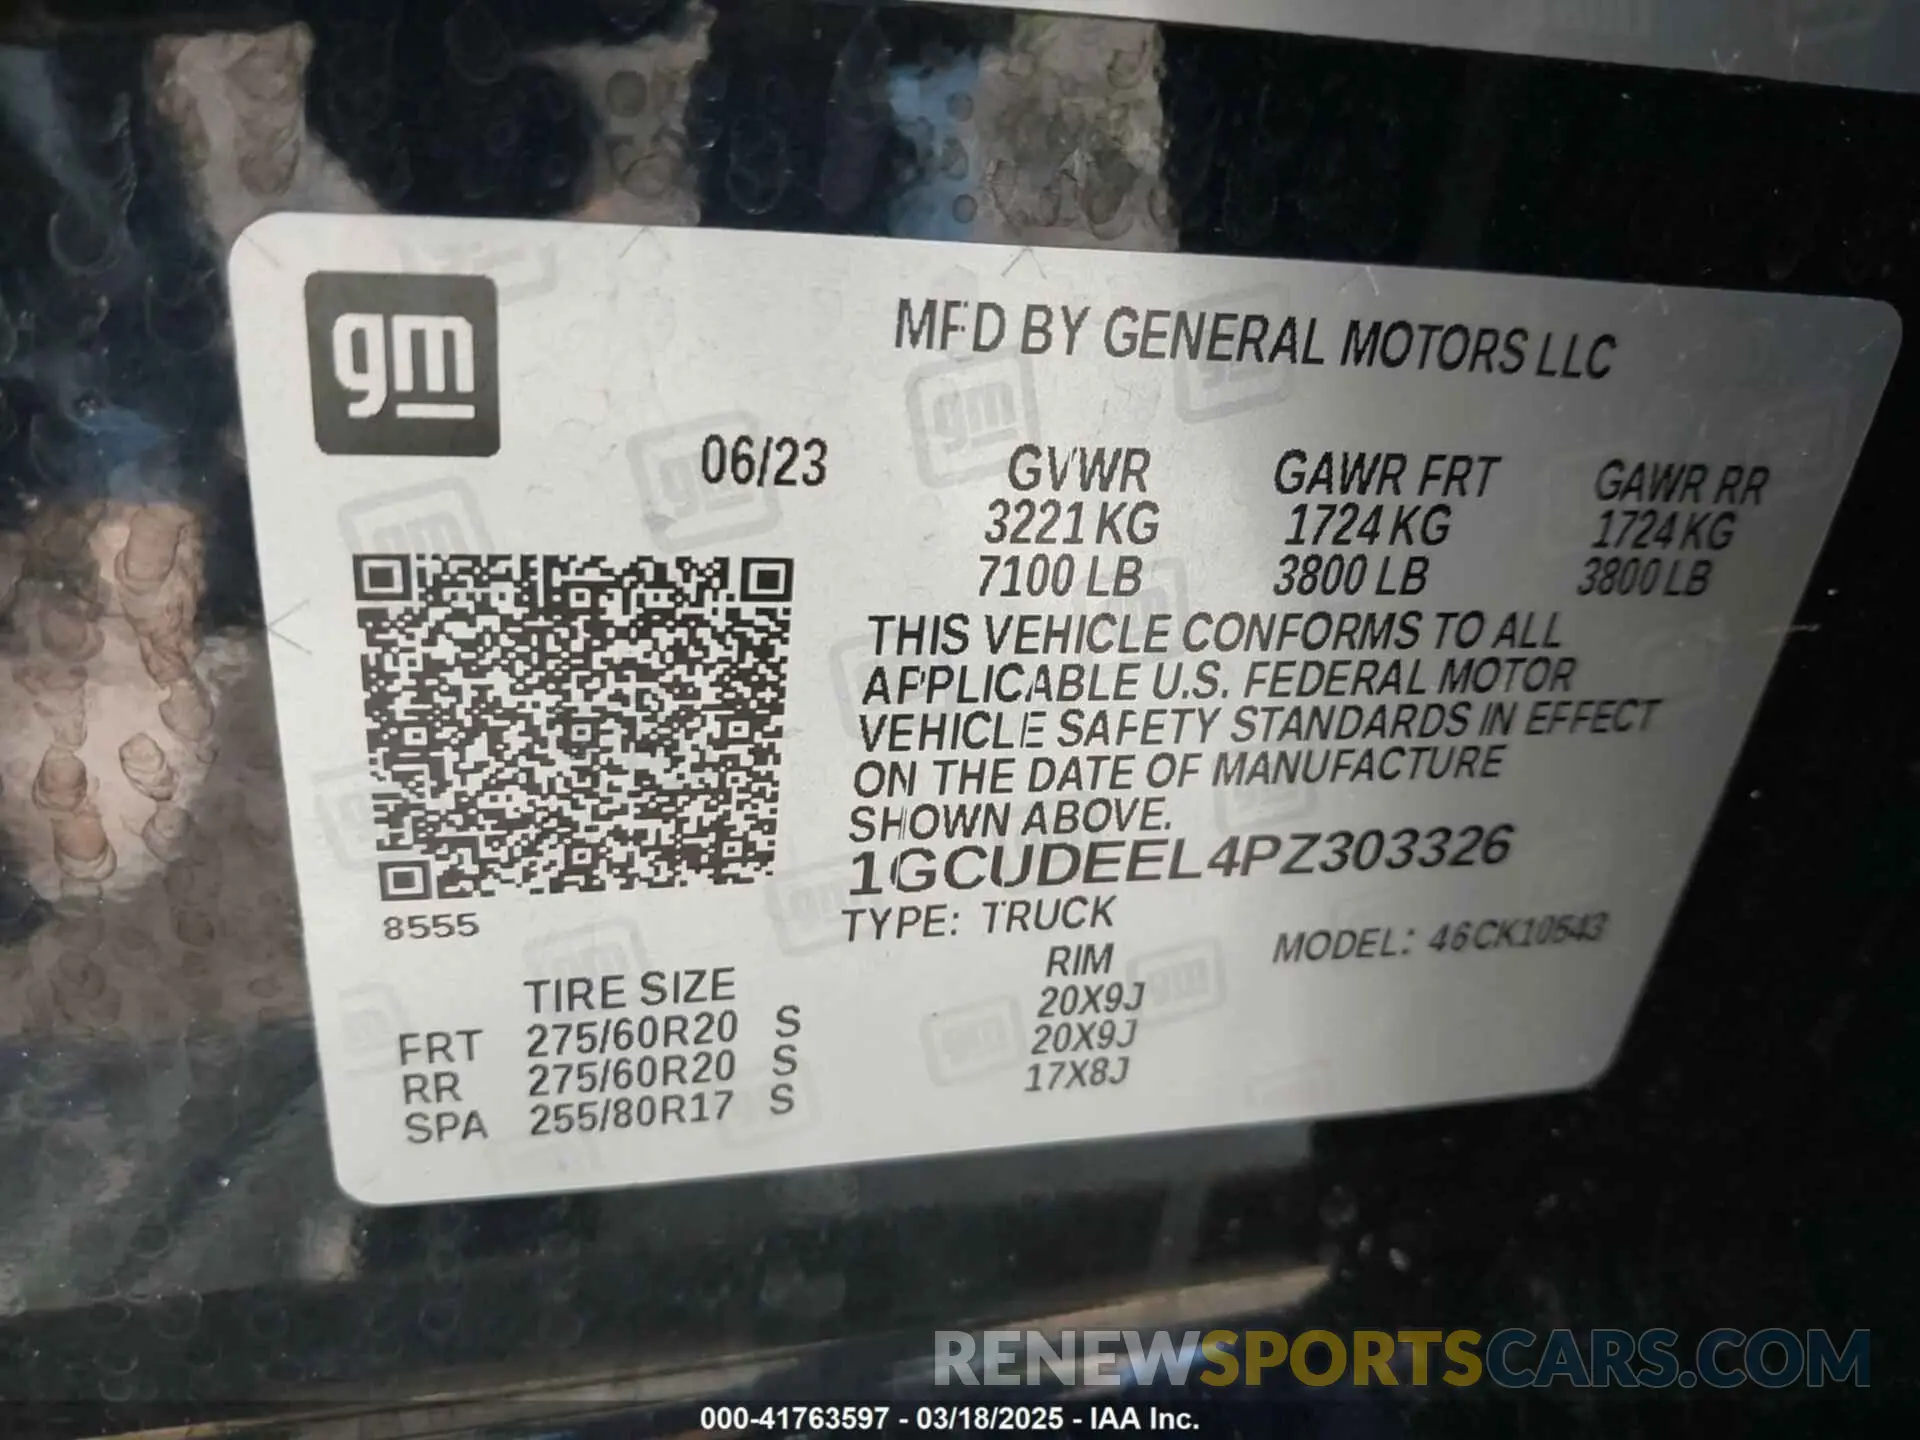 gm
MFD BY GENERAL MOTORS LLC
06/23
GVWR GAWR FRT GAWR RR
3221 KG 1724 KG 1724 KG
7100 LB 3800 LB 3800 LB
THIS VEHICLE CONFORMS TO ALL
APPLICABLE U.S. FEDERAL MOTOR
VEHICLE SAFETY STANDARDS IN EFFECT
ON THE DATE OF MANUFACTURE
SHOWN ABOVE.
1GCUDEEL4PZ303326
8555
TYPE: TRUCK MODEL: 46CK10543
TIRE SIZE RIM
FRT 275/60R20 S 20X9J
RR 275/60R20 S 20X9J
SPA 255/80R17 S 17X8J
RENEWSPORTSCARS.COM
000-41763597 - 03/18/2025 - IAA Inc.